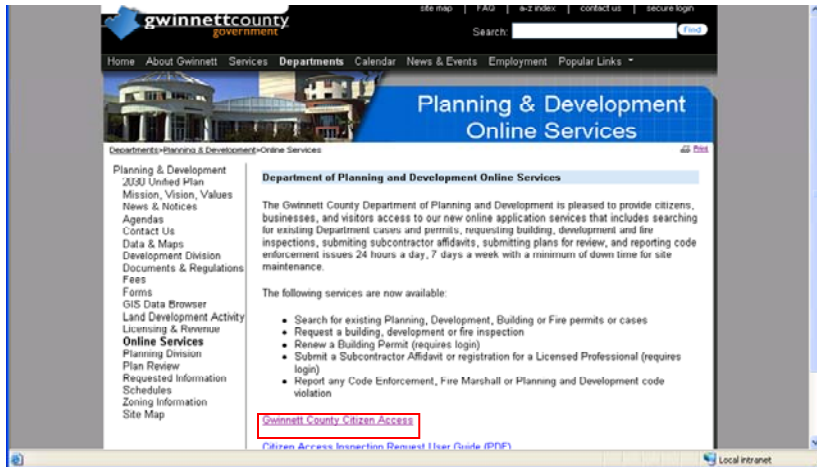 site map | FAQ | a-z index | contact us | secure login
gwinnettcounty
government
Search:
Find
Home About Gwinnett Services Departments Calendar News & Events Employment Popular Links
Planning & Development
Online Services
Departments>Planning & Development>Online Services
Print
Planning & Development
2030 Unified Plan
Mission, Vision, Values
News & Notices
Agendas
Contact Us
Data & Maps
Development Division
Documents & Regulations
Fees
Forms
GIS Data Browser
Land Development Activity
Licensing & Revenue
Online Services
Planning Division
Plan Review
Requested Information
Schedules
Zoning Information
Site Map
Department of Planning and Development Online Services
The Gwinnett County Department of Planning and Development is pleased to provide citizens,
businesses, and visitors access to our new online application services that includes searching
for existing Department cases and permits, requesting building, development and fire
inspections, submiting subcontractor affidavits, submitting plans for review, and reporting code
enforcement issues 24 hours a day, 7 days a week with a minimum of down time for site
maintenance.
The following services are now available:
• Search for existing Planning, Development, Building or Fire permits or cases
• Request a building, development or fire inspection
• Renew a Building Permit (requires login)
• Submit a Subcontractor Affidavit or registration for a Licensed Professional (requires
login)
• Report any Code Enforcement, Fire Marshall or Planning and Development code
violation
Gwinnett County Citizen Access
Citizen Access Inspection Request User Guide (PDF)
Local intranet